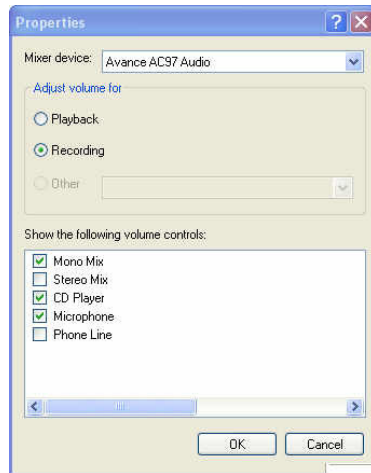 Properties
Mixer device: Avance AC97 Audio
Adjust volume for
Playback
Recording
Other
Show the following volume controls:
Mono Mix
Stereo Mix
CD Player
Microphone
Phone Line
OK Cancel